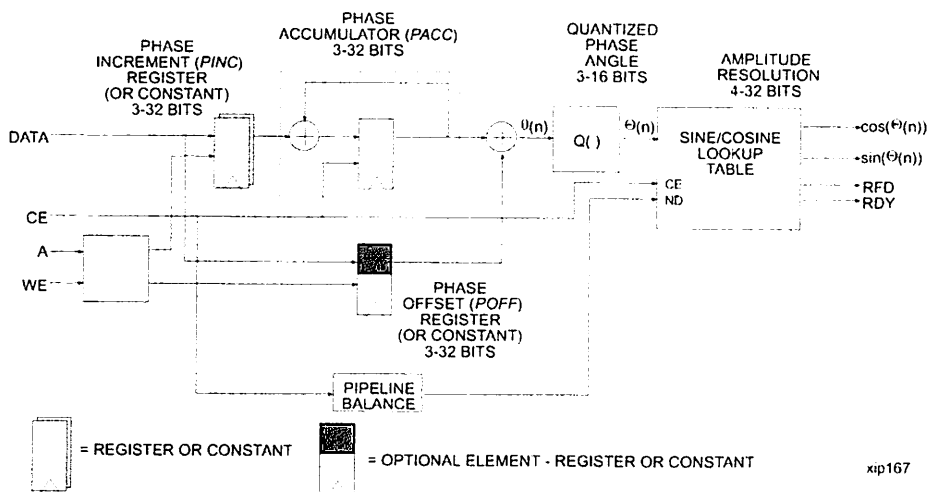 PHASE
INCREMENT (PINC)
REGISTER
(OR CONSTANT)
3-32 BITS
PHASE
ACCUMULATOR (PACC)
3-32 BITS
QUANTIZED
PHASE
ANGLE
3-16 BITS
AMPLITUDE
RESOLUTION
4-32 BITS
DATA
θ(n)
Q( )
Θ(n)
SINE/COSINE
LOOKUP
TABLE
CE
ND
cos(Θ(n))
sin(Θ(n))
RFD
RDY
CE
A
WE
PHASE
OFFSET (POFF)
REGISTER
(OR CONSTANT)
3-32 BITS
PIPELINE
BALANCE
= REGISTER OR CONSTANT
= OPTIONAL ELEMENT - REGISTER OR CONSTANT
xip167